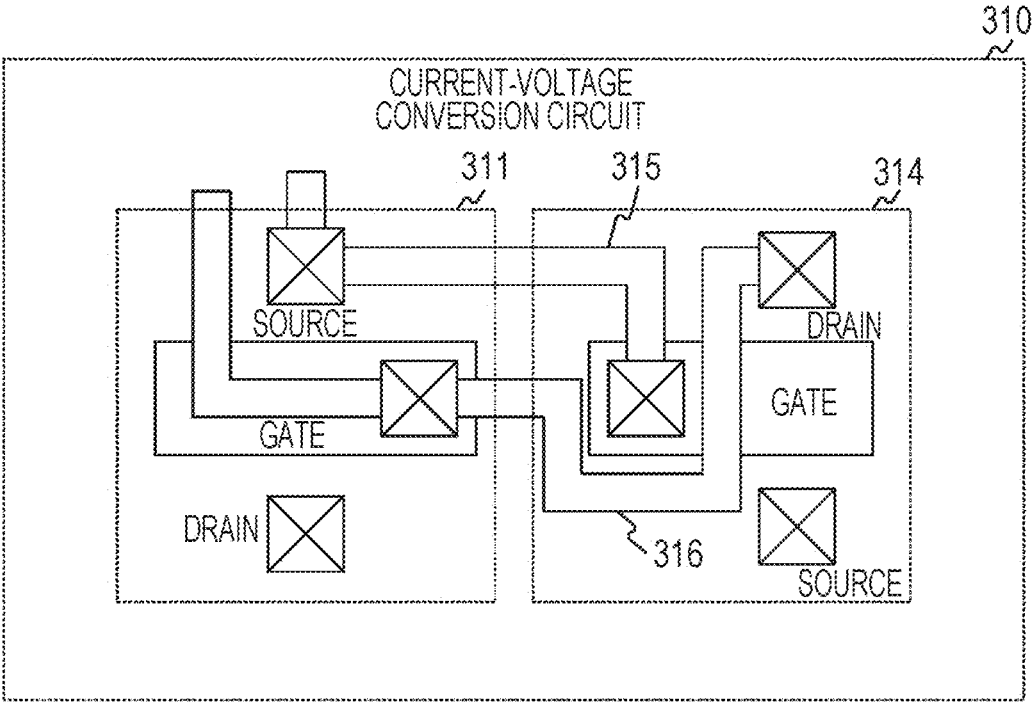 310
CURRENT-VOLTAGE
CONVERSION CIRCUIT
311
315
314
SOURCE
DRAIN
GATE
GATE
DRAIN
316
SOURCE